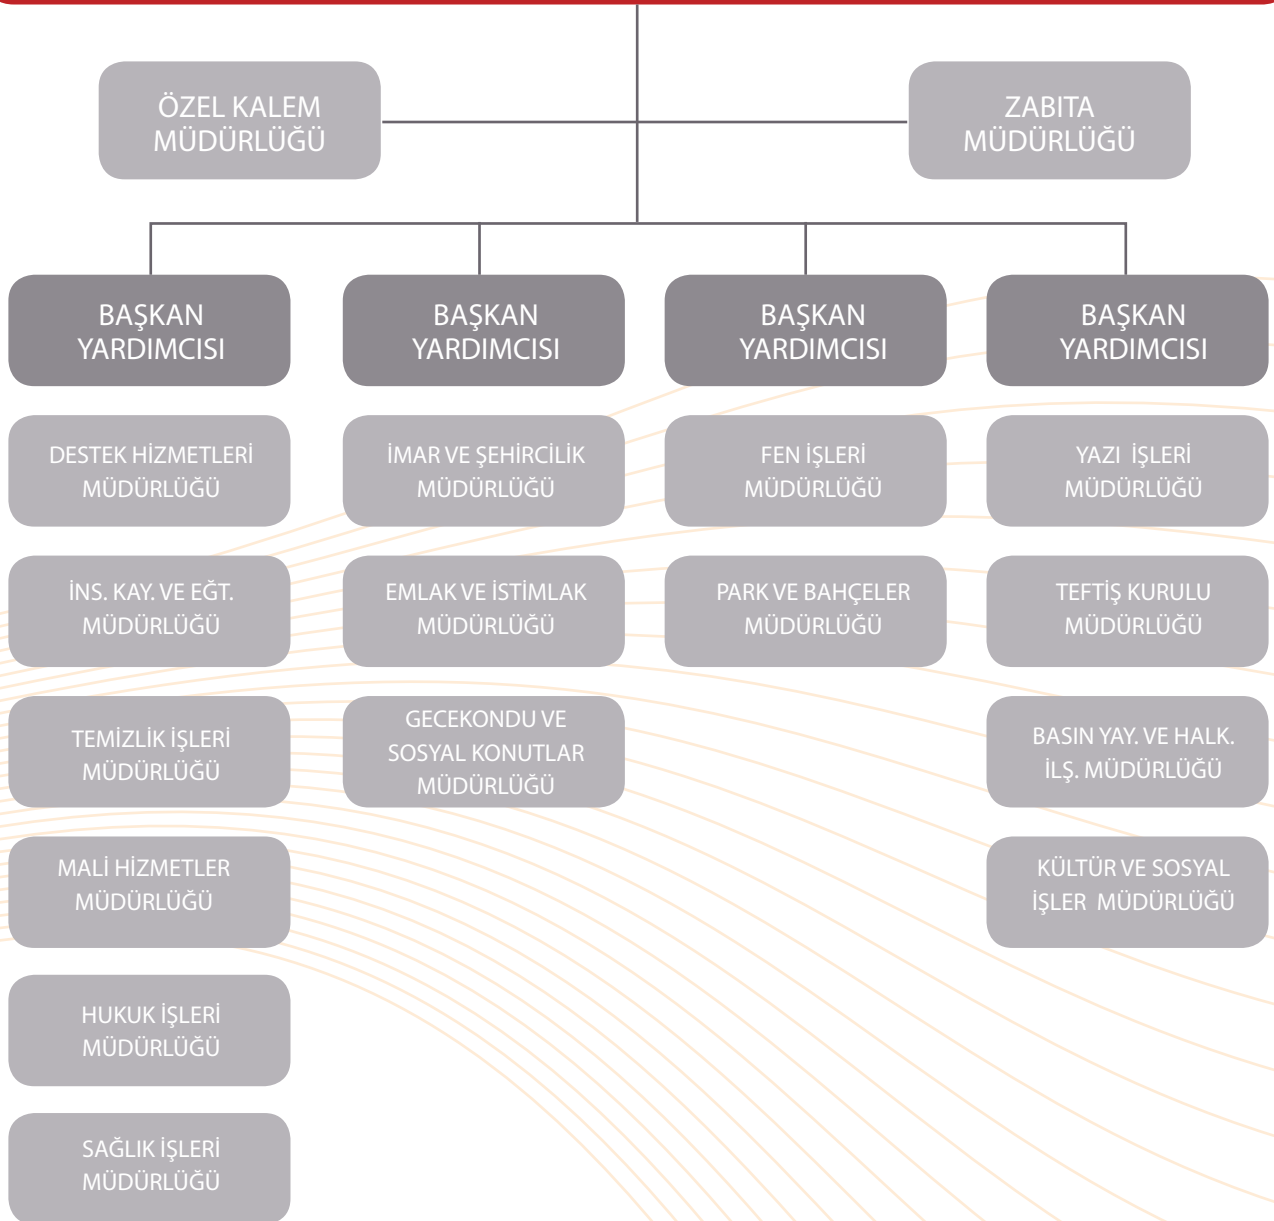 ÖZEL KALEM
MÜDÜRLÜĞÜ
ZABITA
MÜDÜRLÜĞÜ
BAŞKAN
YARDIMCISI
DESTEK HİZMETLERİ
MÜDÜRLÜĞÜ
İNS. KAY. VE EĞT.
MÜDÜRLÜĞÜ
TEMİZLİK İŞLERİ
MÜDÜRLÜĞÜ
MALİ HİZMETLER
MÜDÜRLÜĞÜ
HUKUK İŞLERİ
MÜDÜRLÜĞÜ
SAĞLIK İŞLERİ
MÜDÜRLÜĞÜ
BAŞKAN
YARDIMCISI
İMAR VE ŞEHİRCİLİK
MÜDÜRLÜĞÜ
EMLAK VE İSTİMLAK
MÜDÜRLÜĞÜ
GECEKONDU VE
SOSYAL KONUTLAR
MÜDÜRLÜĞÜ
BAŞKAN
YARDIMCISI
FEN İŞLERİ
MÜDÜRLÜĞÜ
PARK VE BAHÇELER
MÜDÜRLÜĞÜ
BAŞKAN
YARDIMCISI
YAZI İŞLERİ
MÜDÜRLÜĞÜ
TEFTİŞ KURULU
MÜDÜRLÜĞÜ
BASIN YAY. VE HALK.
İLŞ. MÜDÜRLÜĞÜ
KÜLTÜR VE SOSYAL
İŞLER MÜDÜRLÜĞÜ